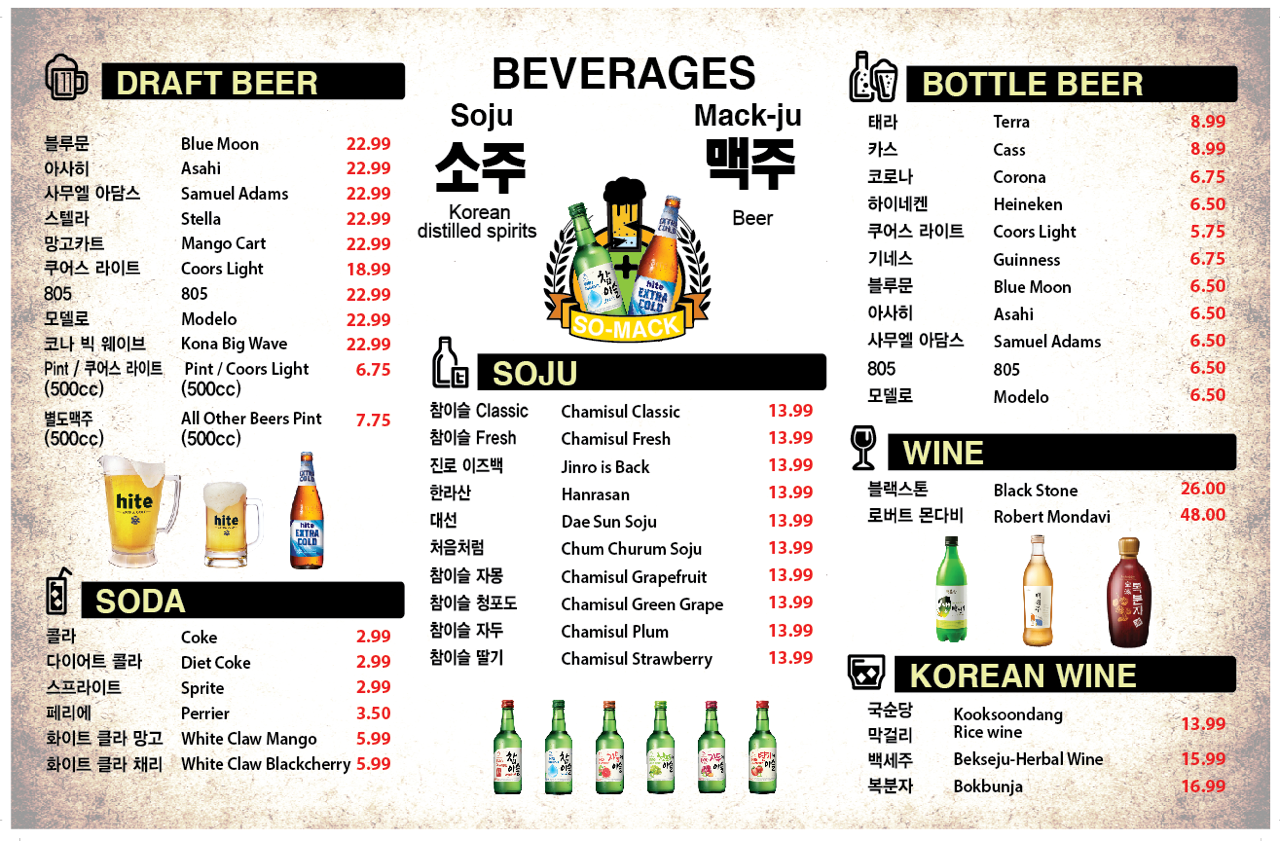 BEVERAGES
DRAFT BEER
블루문 Blue Moon 22.99
아사히 Asahi 22.99
사무엘 아담스 Samuel Adams 22.99
스텔라 Stella 22.99
망고카트 Mango Cart 22.99
쿠어스 라이트 Coors Light 18.99
805 805 22.99
모델로 Modelo 22.99
코나 빅 웨이브 Kona Big Wave 22.99
Pint / 쿠어스 라이트 Pint / Coors Light 6.75
(500cc) (500cc)
별도맥주 All Other Beers Pint 7.75
(500cc) (500cc)
hite
hite
hite
EXTRA
COLD
SODA
콜라 Coke 2.99
다이어트 콜라 Diet Coke 2.99
스프라이트 Sprite 2.99
페리에 Perrier 3.50
화이트 클라 망고 White Claw Mango 5.99
화이트 클라 채리 White Claw Blackcherry 5.99
Soju
소주
Korean
distilled spirits
Mack-ju
맥주
Beer
참
이슬
hite
EXTRA
COLD
SO-MACK
SOJU
참이슬 Classic Chamisul Classic 13.99
참이슬 Fresh Chamisul Fresh 13.99
진로 이즈백 Jinro is Back 13.99
한라산 Hanrasan 13.99
대선 Dae Sun Soju 13.99
처음처럼 Chum Churum Soju 13.99
참이슬 자몽 Chamisul Grapefruit 13.99
참이슬 청포도 Chamisul Green Grape 13.99
참이슬 자두 Chamisul Plum 13.99
참이슬 딸기 Chamisul Strawberry 13.99
BOTTLE BEER
태라 Terra 8.99
카스 Cass 8.99
코로나 Corona 6.75
하이네켄 Heineken 6.50
쿠어스 라이트 Coors Light 5.75
기네스 Guinness 6.75
블루문 Blue Moon 6.50
아사히 Asahi 6.50
사무엘 아담스 Samuel Adams 6.50
805 805 6.50
모델로 Modelo 6.50
WINE
블랙스톤 Black Stone 26.00
로버트 몬다비 Robert Mondavi 48.00
복분자
KOREAN WINE
국순당 Kooksoondang 13.99
막걸리 Rice wine
백세주 Bekseju-Herbal Wine 15.99
복분자 Bokbunja 16.99